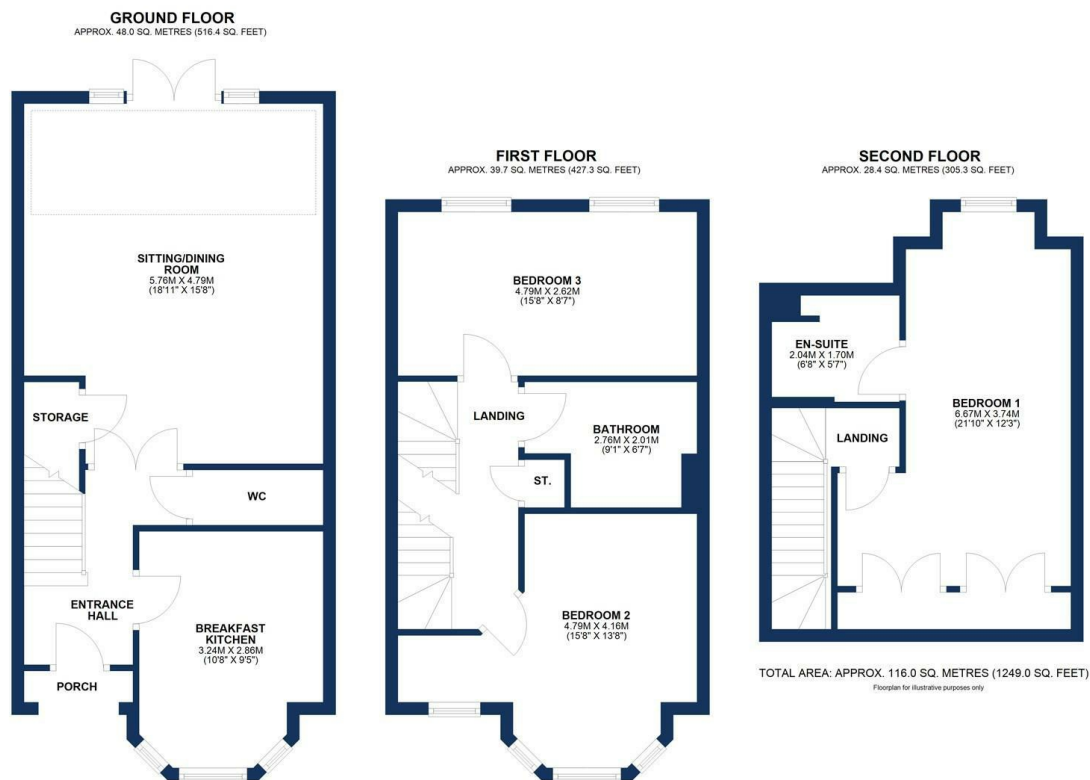 GROUND FLOOR
APPROX. 48.0 SQ. METRES (516.4 SQ. FEET)
SITTING/DINING
ROOM
5.76M X 4.79M
(18'11" X 15'8")
STORAGE
WC
ENTRANCE
HALL
BREAKFAST
KITCHEN
3.24M X 2.86M
(10'8" X 9'5")
PORCH
FIRST FLOOR
APPROX. 39.7 SQ. METRES (427.3 SQ. FEET)
BEDROOM 3
4.79M X 2.62M
(15'8" X 8'7")
LANDING
BATHROOM
2.76M X 2.01M
(9'1" X 6'7")
ST.
BEDROOM 2
4.79M X 4.16M
(15'8" X 13'8")
SECOND FLOOR
APPROX. 28.4 SQ. METRES (305.3 SQ. FEET)
EN-SUITE
2.04M X 1.70M
(6'8" X 5'7")
BEDROOM 1
6.67M X 3.74M
(21'10" X 12'3")
LANDING
TOTAL AREA: APPROX. 116.0 SQ. METRES (1249.0 SQ. FEET)
Floorplan for illustrative purposes only